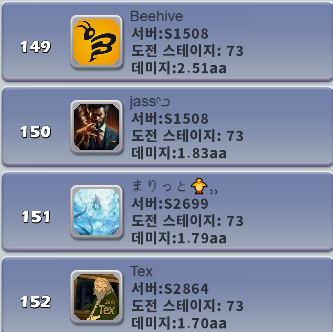 149
Beehive
서버:S1508
도전 스테이지: 73
데미지:2.51aa
150
jassᐢᓗ
서버:S1508
도전 스테이지: 73
데미지:1.83aa
151
まりっと🐤,,
서버:S2699
도전 스테이지: 73
데미지:1.79aa
152
Tex
Tex
서버:S2864
도전 스테이지: 73
데미지:1.70aa